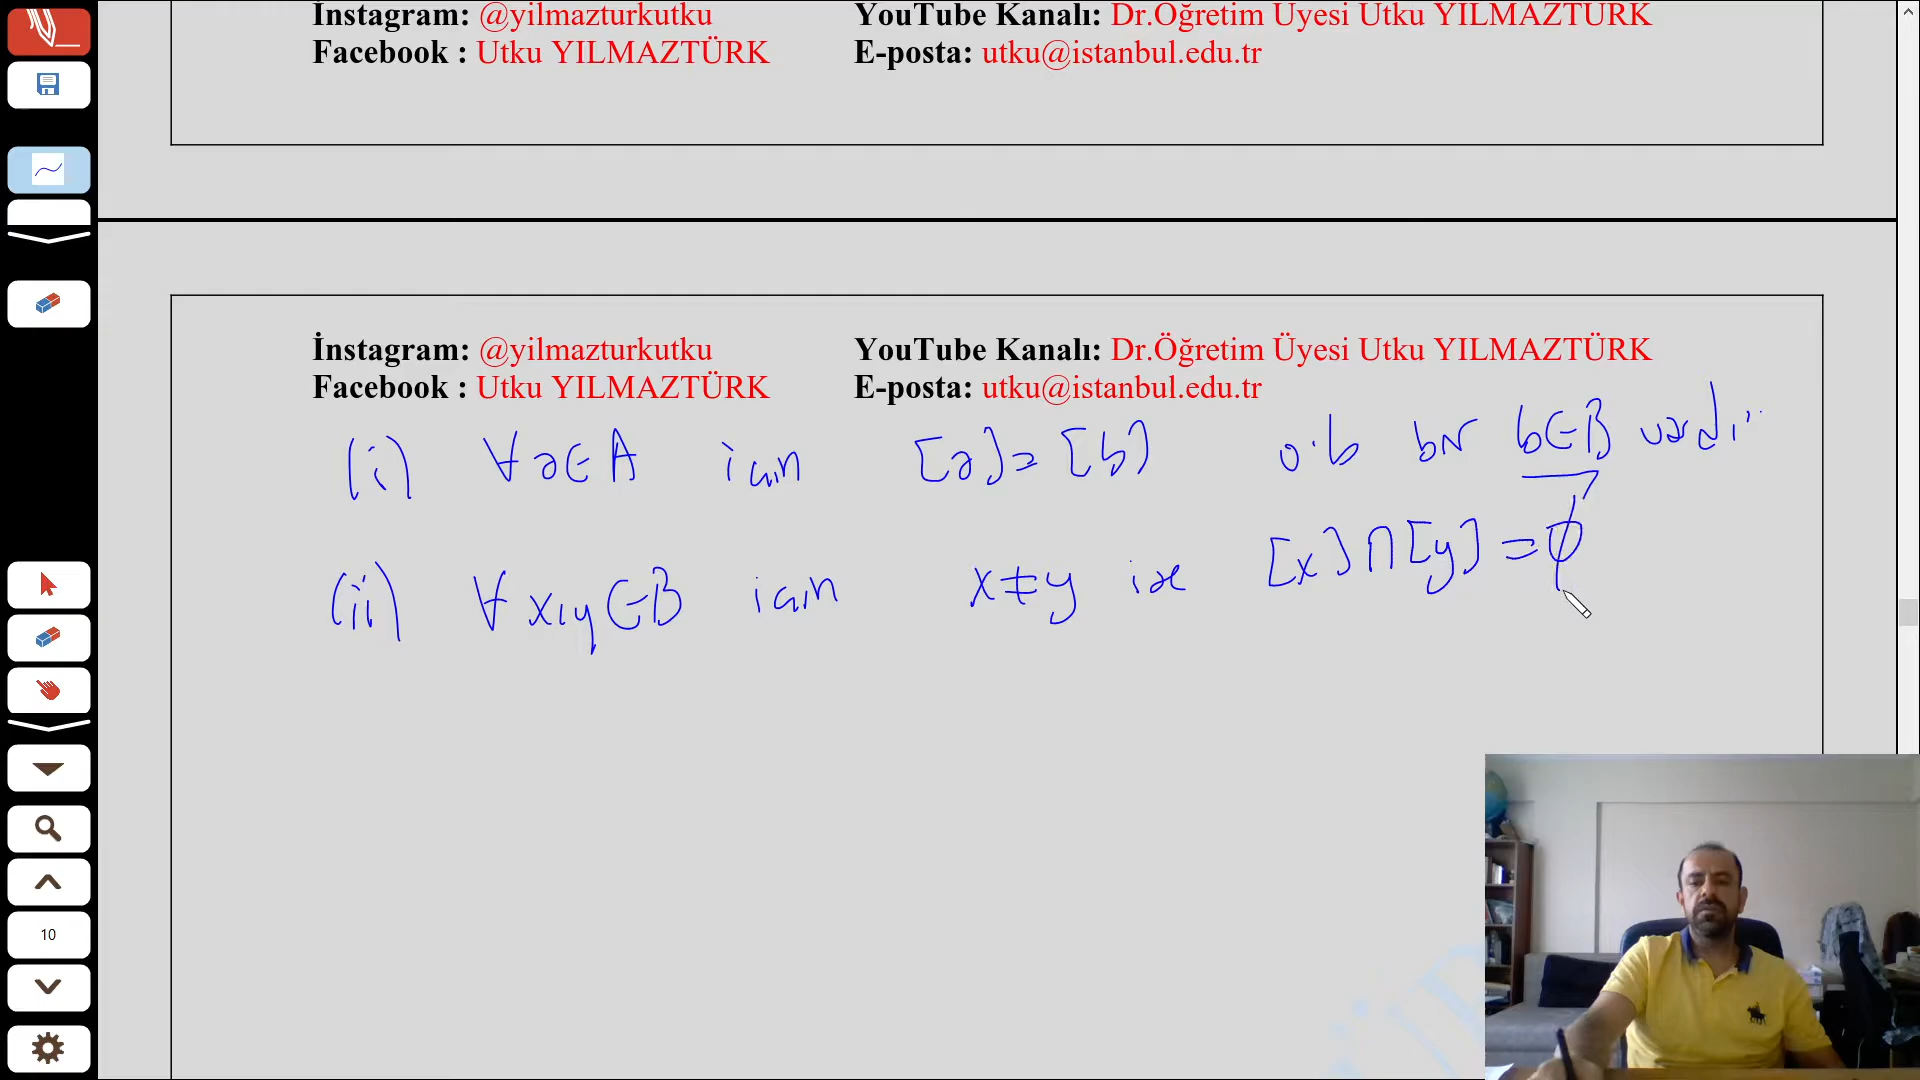 İnstagram: @yilmazturkutku YouTube Kanalı: Dr.Öğretim Üyesi Utku YILMAZTÜRK
Facebook : Utku YILMAZTÜRK E-posta: utku@istanbul.edu.tr
İnstagram: @yilmazturkutku YouTube Kanalı: Dr.Öğretim Üyesi Utku YILMAZTÜRK
Facebook : Utku YILMAZTÜRK E-posta: utku@istanbul.edu.tr
(i) ∀a∈A için [a]=[b] o.ş bir b∈B vardır
(ii) ∀x,y∈B için x≠y ise [x]∩[y]=∅
10